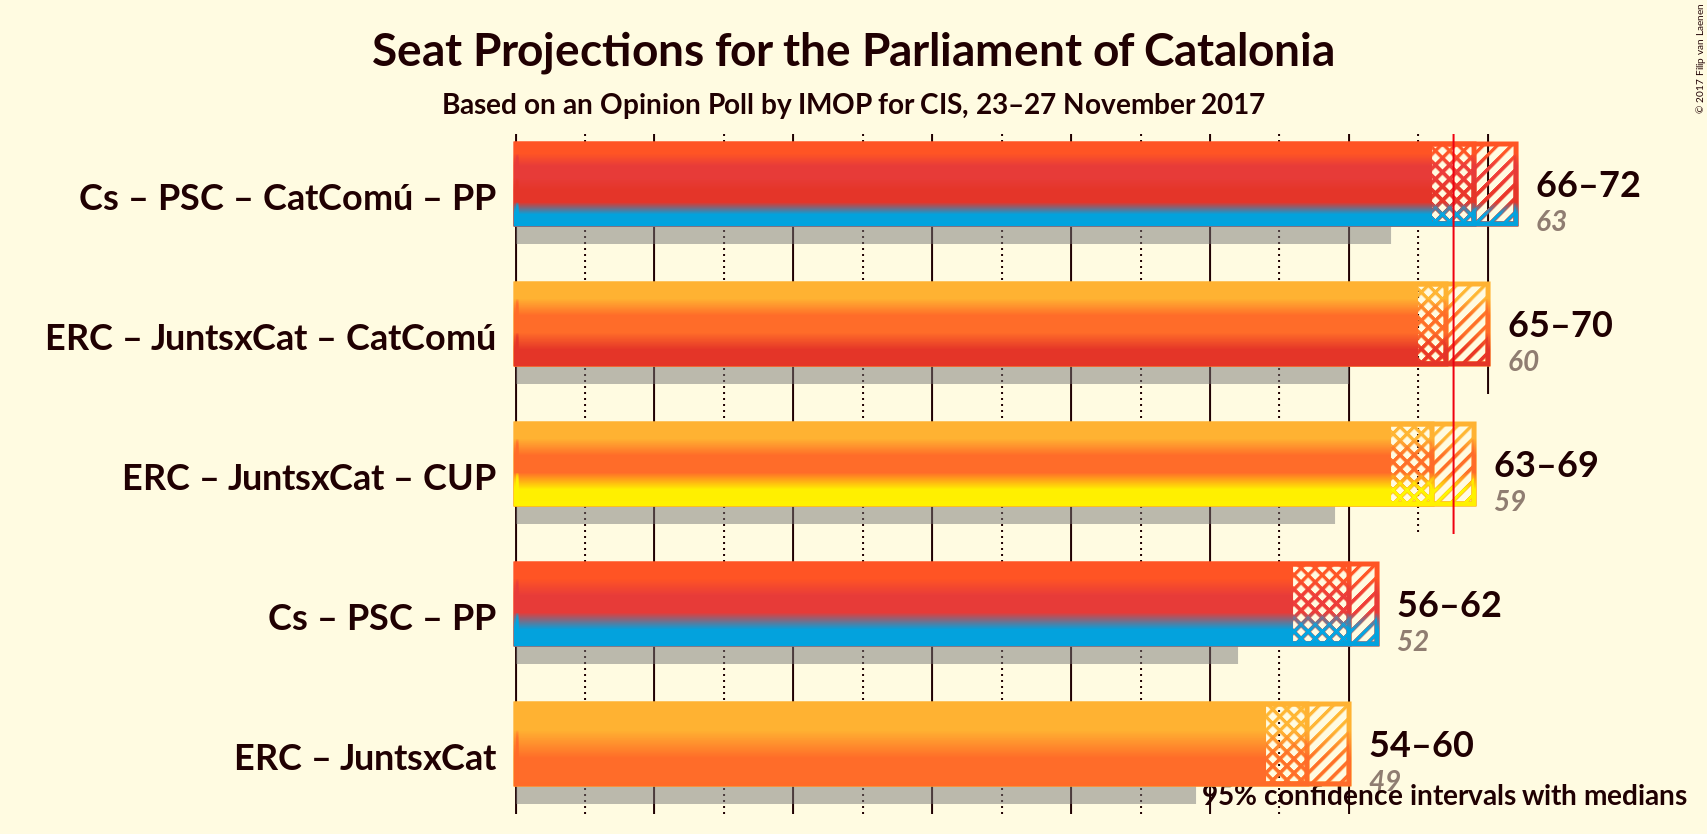 Seat Projections for the Parliament of Catalonia
Based on an Opinion Poll by IMOP for CIS, 23–27 November 2017
© 2017 Filip van Laenen
Cs – PSC – CatComú – PP
66–72
63
ERC – JuntsxCat – CatComú
65–70
60
ERC – JuntsxCat – CUP
63–69
59
Cs – PSC – PP
56–62
52
ERC – JuntsxCat
54–60
49
95% confidence intervals with medians